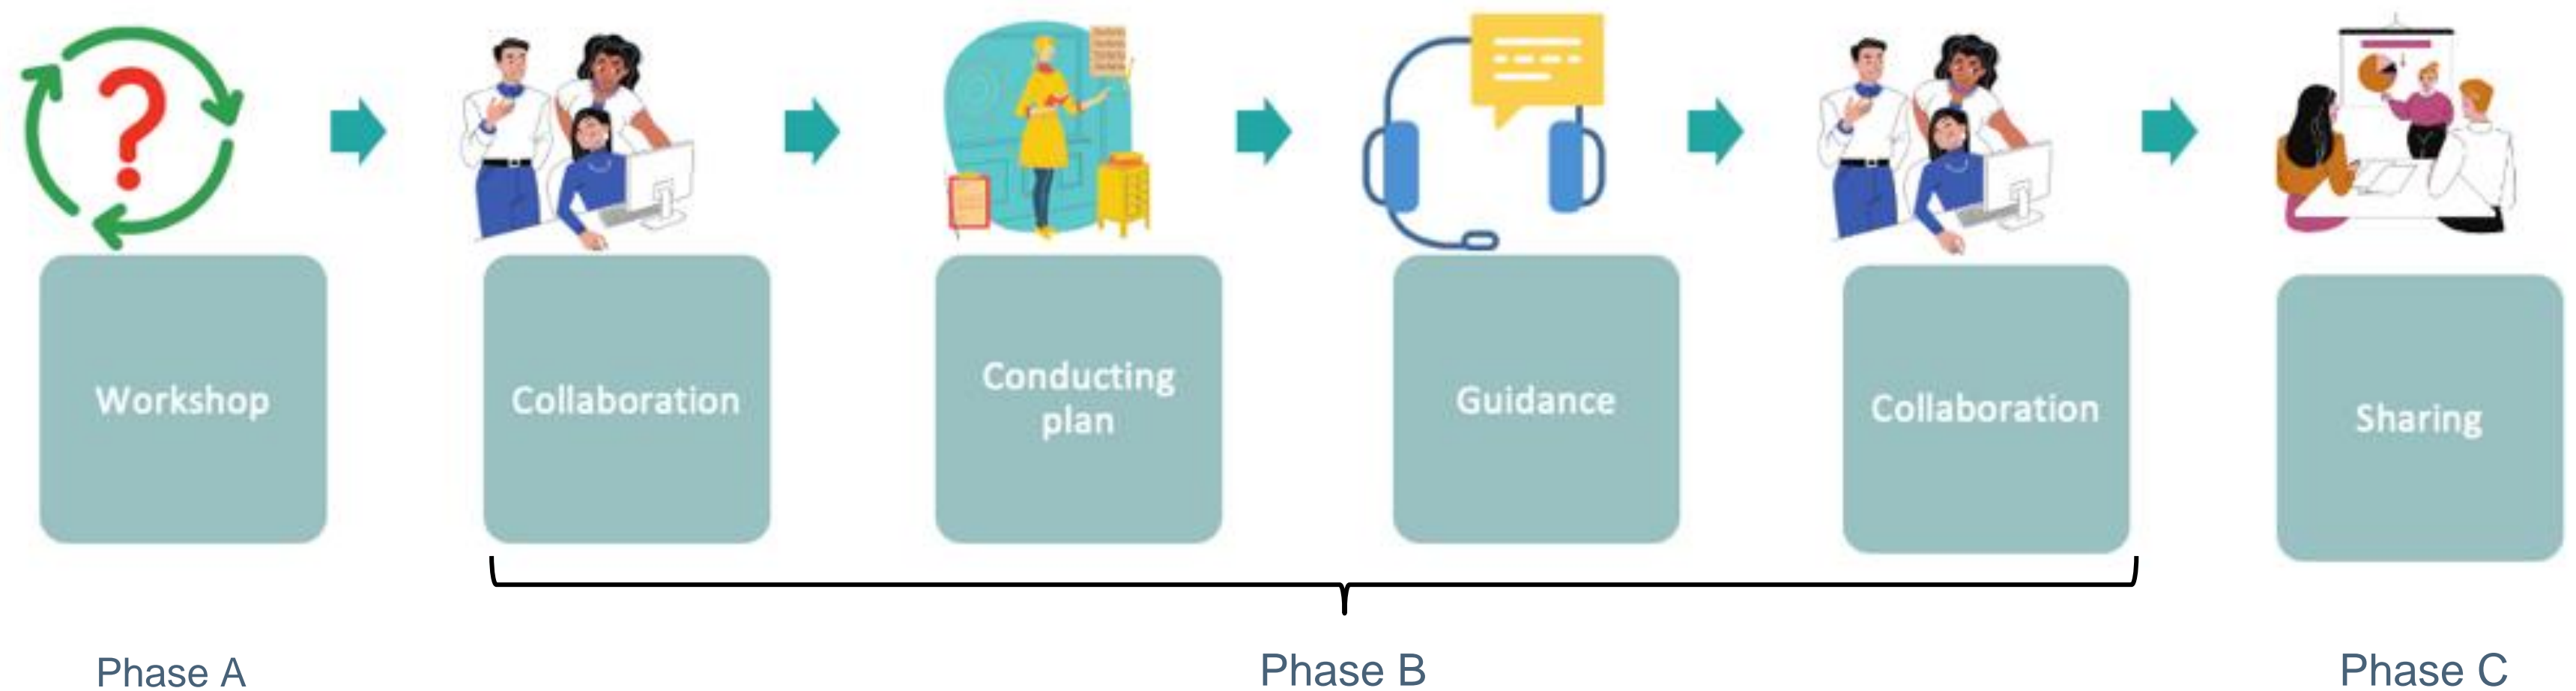 ?
Workshop
Collaboration
Conducting
plan
Guidance
Collaboration
Sharing
Phase A
Phase B
Phase C